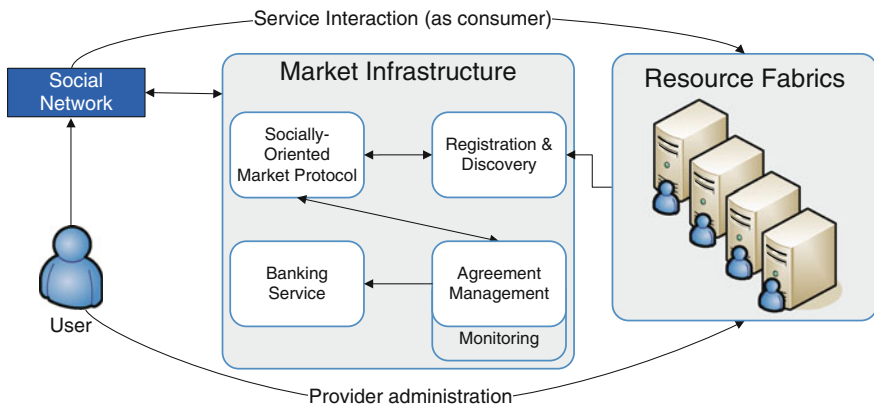 Service Interaction (as consumer)
Social
Network
Market Infrastructure
Resource Fabrics
Socially-
Oriented
Market Protocol
Registration &
Discovery
Banking
Service
Agreement
Management
Monitoring
User
Provider administration